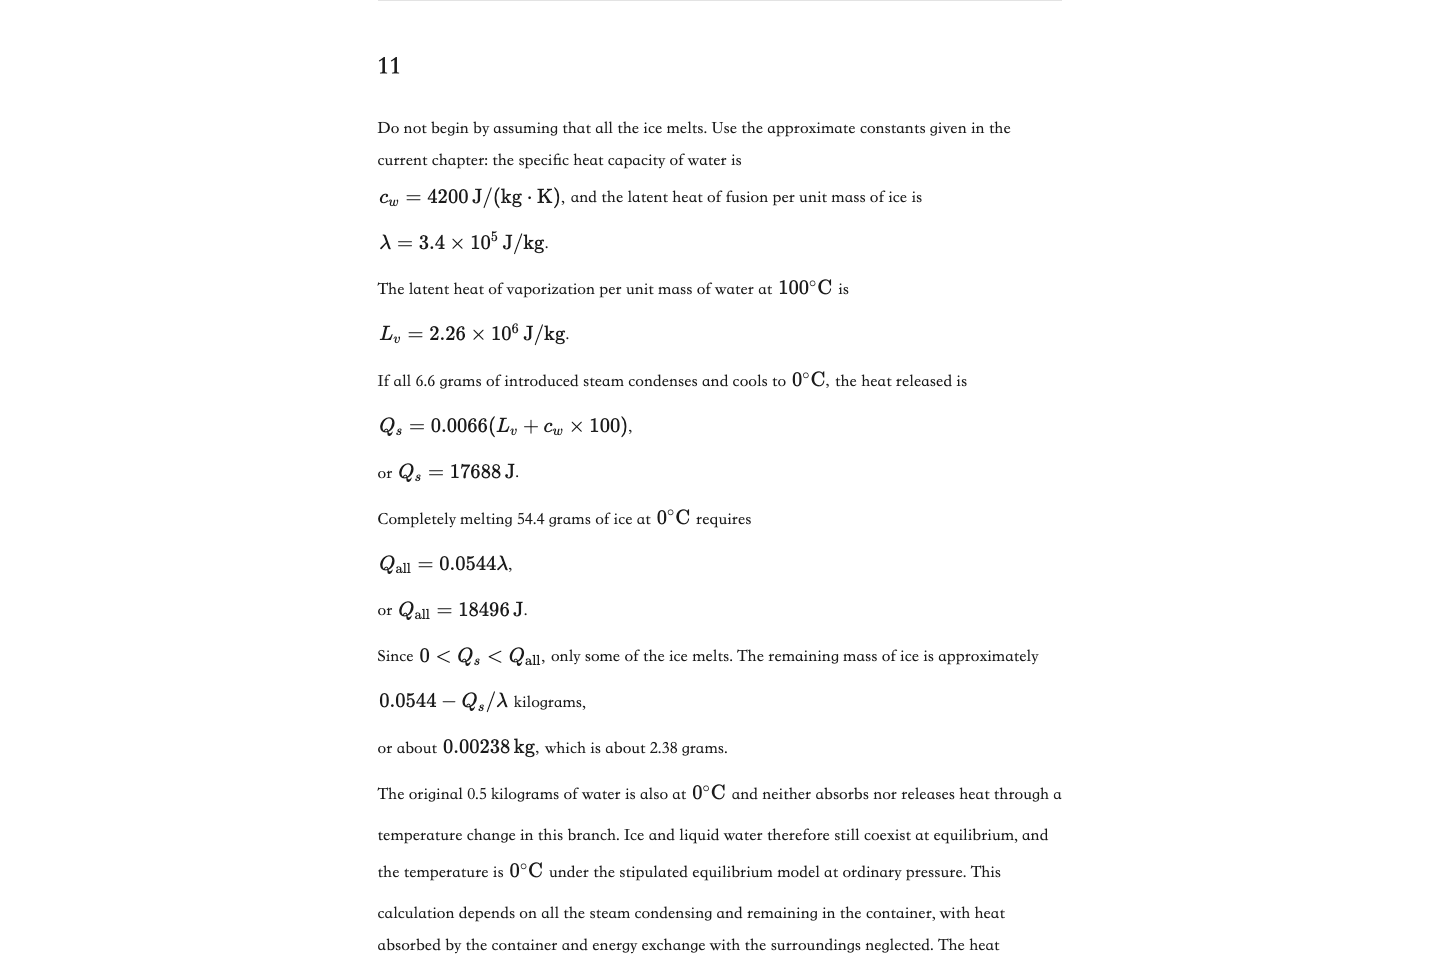 11
Do not begin by assuming that all the ice melts. Use the approximate constants given in the
current chapter: the specific heat capacity of water is
c_w = 4200 J/(kg · K), and the latent heat of fusion per unit mass of ice is
λ = 3.4 × 10⁵ J/kg.
The latent heat of vaporization per unit mass of water at 100°C is
L_v = 2.26 × 10⁶ J/kg.
If all 6.6 grams of introduced steam condenses and cools to 0°C, the heat released is
Q_s = 0.0066(L_v + c_w × 100),
or Q_s = 17688 J.
Completely melting 54.4 grams of ice at 0°C requires
Q_all = 0.0544λ,
or Q_all = 18496 J.
Since 0 < Q_s < Q_all, only some of the ice melts. The remaining mass of ice is approximately
0.0544 − Q_s/λ kilograms,
or about 0.00238 kg, which is about 2.38 grams.
The original 0.5 kilograms of water is also at 0°C and neither absorbs nor releases heat through a
temperature change in this branch. Ice and liquid water therefore still coexist at equilibrium, and
the temperature is 0°C under the stipulated equilibrium model at ordinary pressure. This
calculation depends on all the steam condensing and remaining in the container, with heat
absorbed by the container and energy exchange with the surroundings neglected. The heat